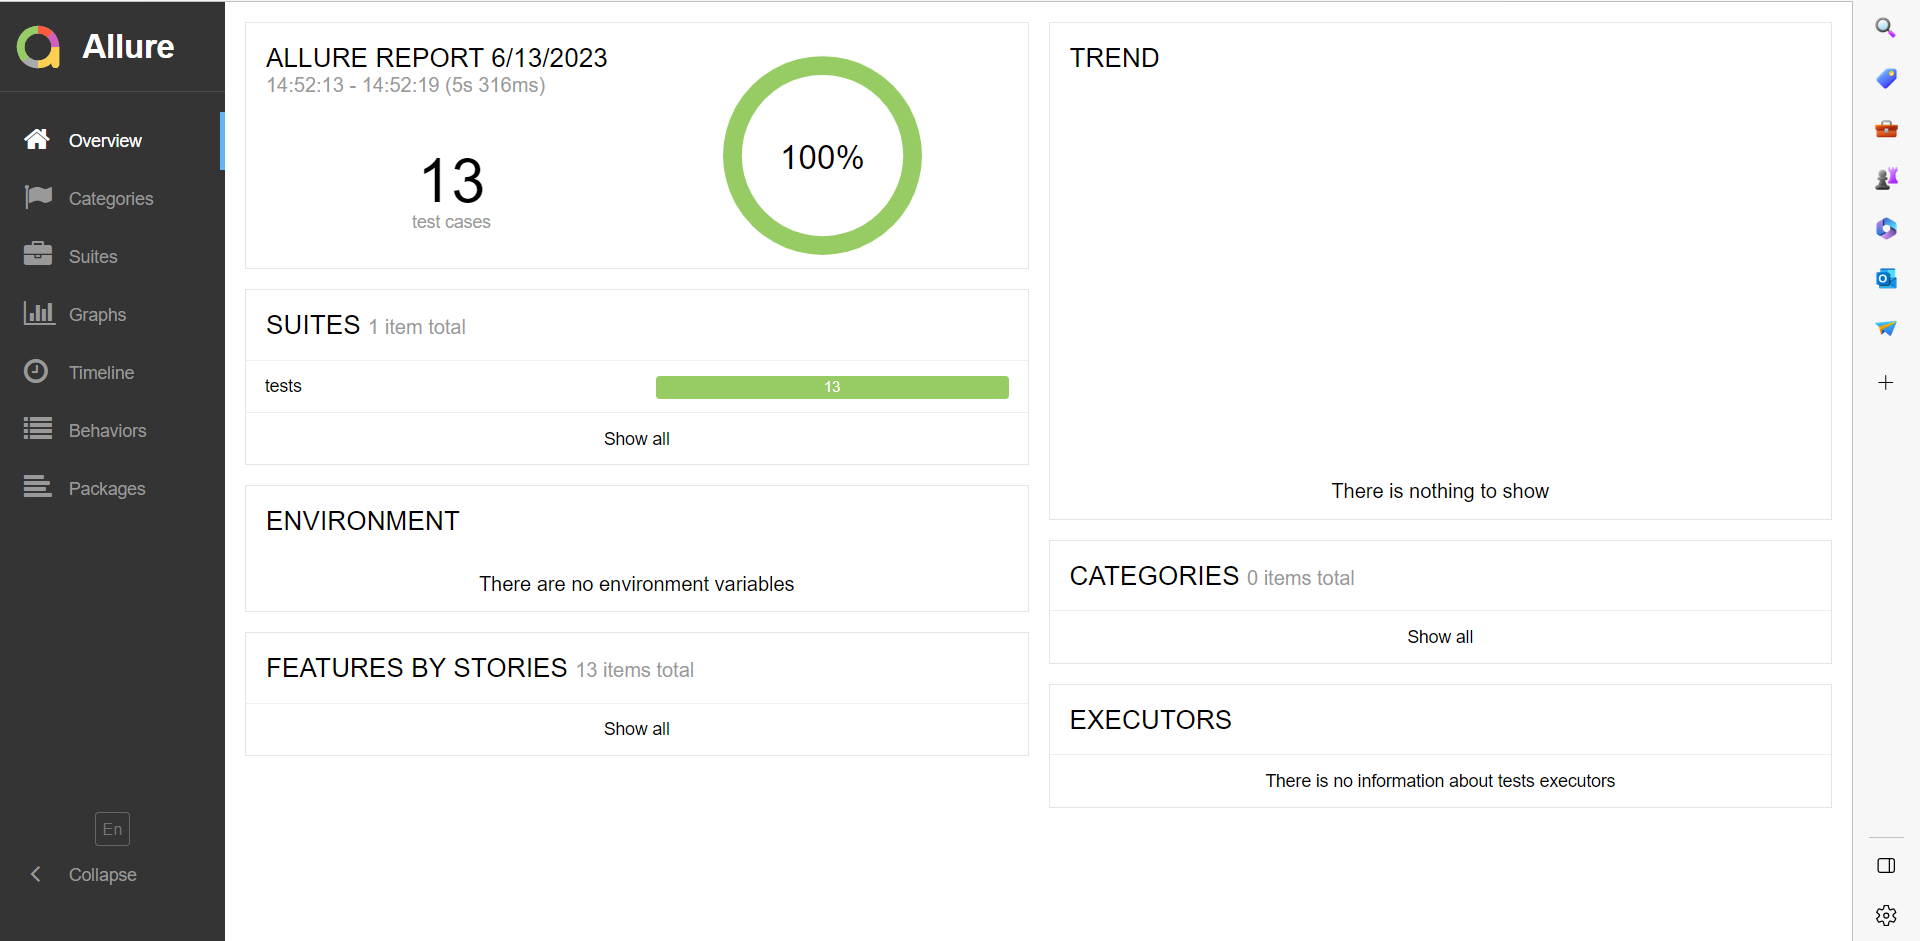 Allure
Overview
Categories
Suites
Graphs
Timeline
Behaviors
Packages
En
Collapse
ALLURE REPORT 6/13/2023
14:52:13 - 14:52:19 (5s 316ms)
13
test cases
100%
SUITES 1 item total
tests 13
Show all
ENVIRONMENT
There are no environment variables
FEATURES BY STORIES 13 items total
Show all
TREND
There is nothing to show
CATEGORIES 0 items total
Show all
EXECUTORS
There is no information about tests executors